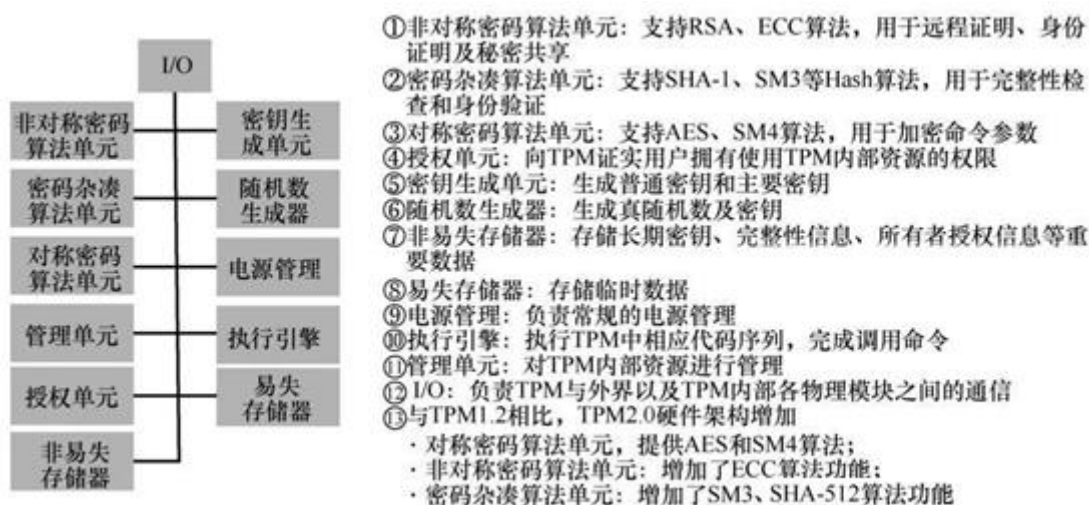 I/O
非对称密码
算法单元
密钥生
成单元
密码杂凑
算法单元
随机数
生成器
对称密码
算法单元
电源管理
管理单元
执行引擎
授权单元
易失
存储器
非易失
存储器
①非对称密码算法单元：支持RSA、ECC算法，用于远程证明、身份
证明及秘密共享
②密码杂凑算法单元：支持SHA-1、SM3等Hash算法，用于完整性检
查和身份验证
③对称密码算法单元：支持AES、SM4算法，用于加密命令参数
④授权单元：向TPM证实用户拥有使用TPM内部资源的权限
⑤密钥生成单元：生成普通密钥和主要密钥
⑥随机数生成器：生成真随机数及密钥
⑦非易失存储器：存储长期密钥、完整性信息、所有者授权信息等重
要数据
⑧易失存储器：存储临时数据
⑨电源管理：负责常规的电源管理
⑩执行引擎：执行TPM中相应代码序列，完成调用命令
⑪管理单元：对TPM内部资源进行管理
⑫I/O：负责TPM与外界以及TPM内部各物理模块之间的通信
⑬与TPM1.2相比，TPM2.0硬件架构增加
·对称密码算法单元，提供AES和SM4算法；
·非对称密码算法单元：增加了ECC算法功能；
·密码杂凑算法单元：增加了SM3、SHA-512算法功能